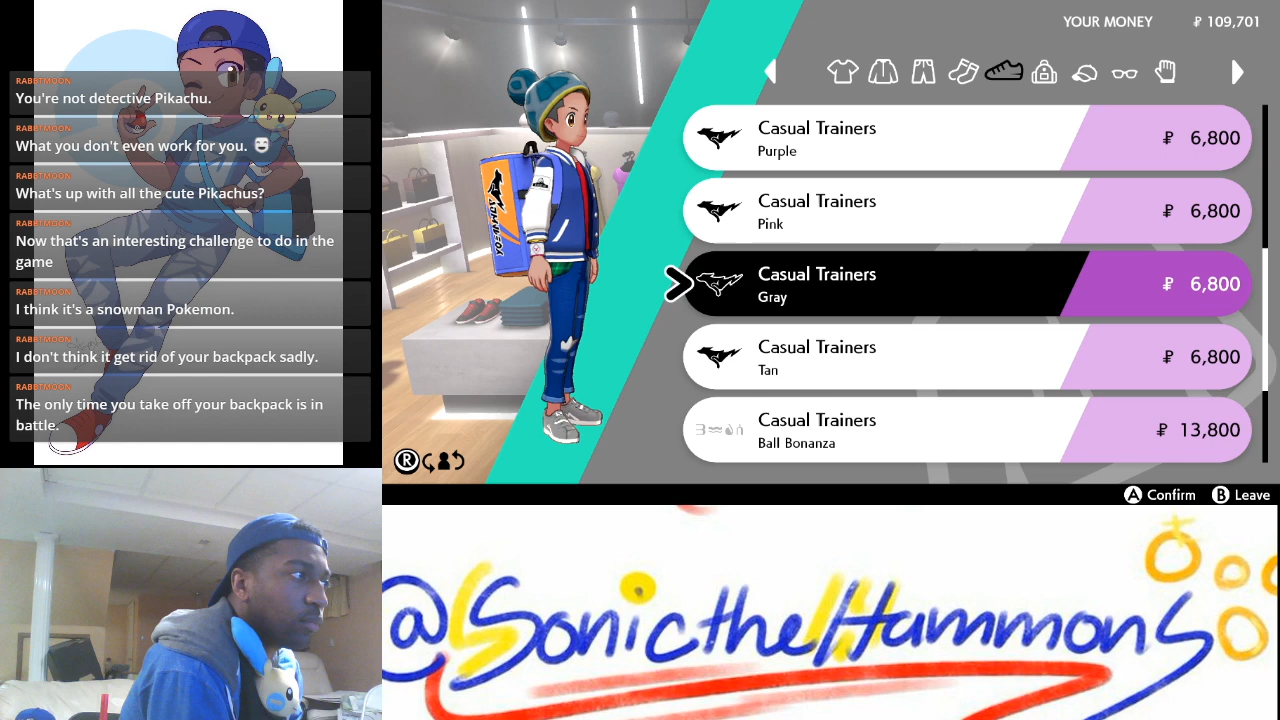 RABBTMOON
You're not detective Pikachu.
RABBTMOON
What you don't even work for you.
RABBTMOON
What's up with all the cute Pikachus?
RABBTMOON
Now that's an interesting challenge to do in the
game
RABBTMOON
I think it's a snowman Pokemon.
RABBTMOON
I don't think it get rid of your backpack sadly.
RABBTMOON
The only time you take off your backpack is in
battle.
YOUR MONEY ₽ 109,701
Casual Trainers
Purple
₽ 6,800
Casual Trainers
Pink
₽ 6,800
Casual Trainers
Gray
₽ 6,800
Casual Trainers
Tan
₽ 6,800
Casual Trainers
Ball Bonanza
₽ 13,800
R
A Confirm B Leave
@SonictheHammons